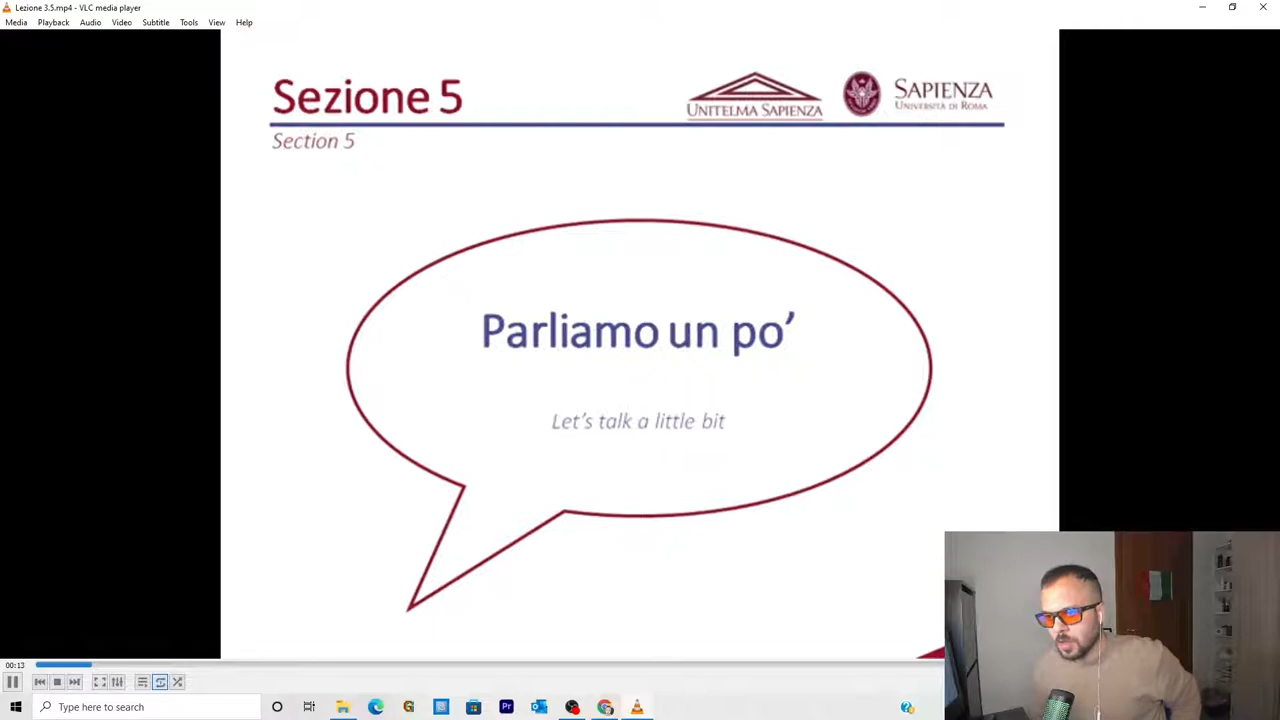 Lezione 3.5.mp4 - VLC media player
Media Playback Audio Video Subtitle Tools View Help
Sezione 5
UNITELMA SAPIENZA
SAPIENZA
UNIVERSITÀ DI ROMA
Section 5
Parliamo un po’
Let’s talk a little bit
00:13
Type here to search
Pr